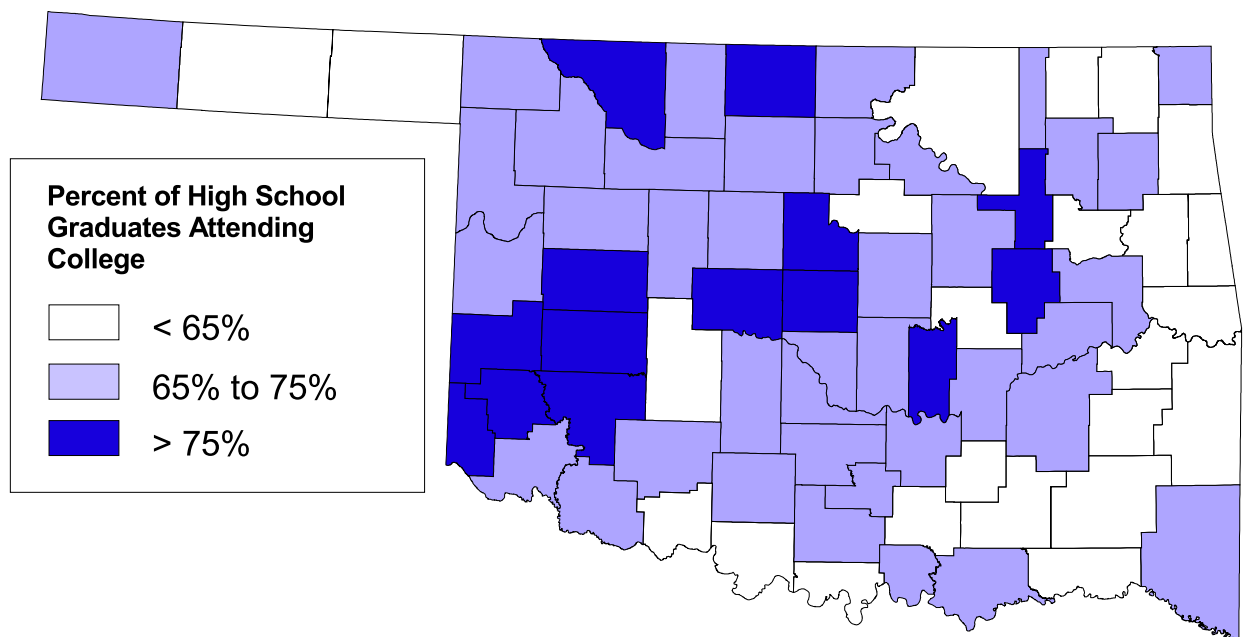 Percent of High School
Graduates Attending
College
< 65%
65% to 75%
> 75%